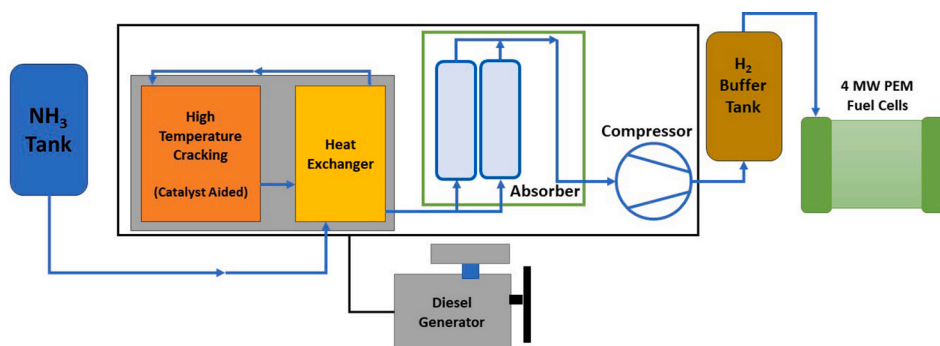 NH₃
Tank
High
Temperature
Cracking
(Catalyst Aided)
Heat
Exchanger
Absorber
Compressor
H₂
Buffer
Tank
4 MW PEM
Fuel Cells
Diesel
Generator